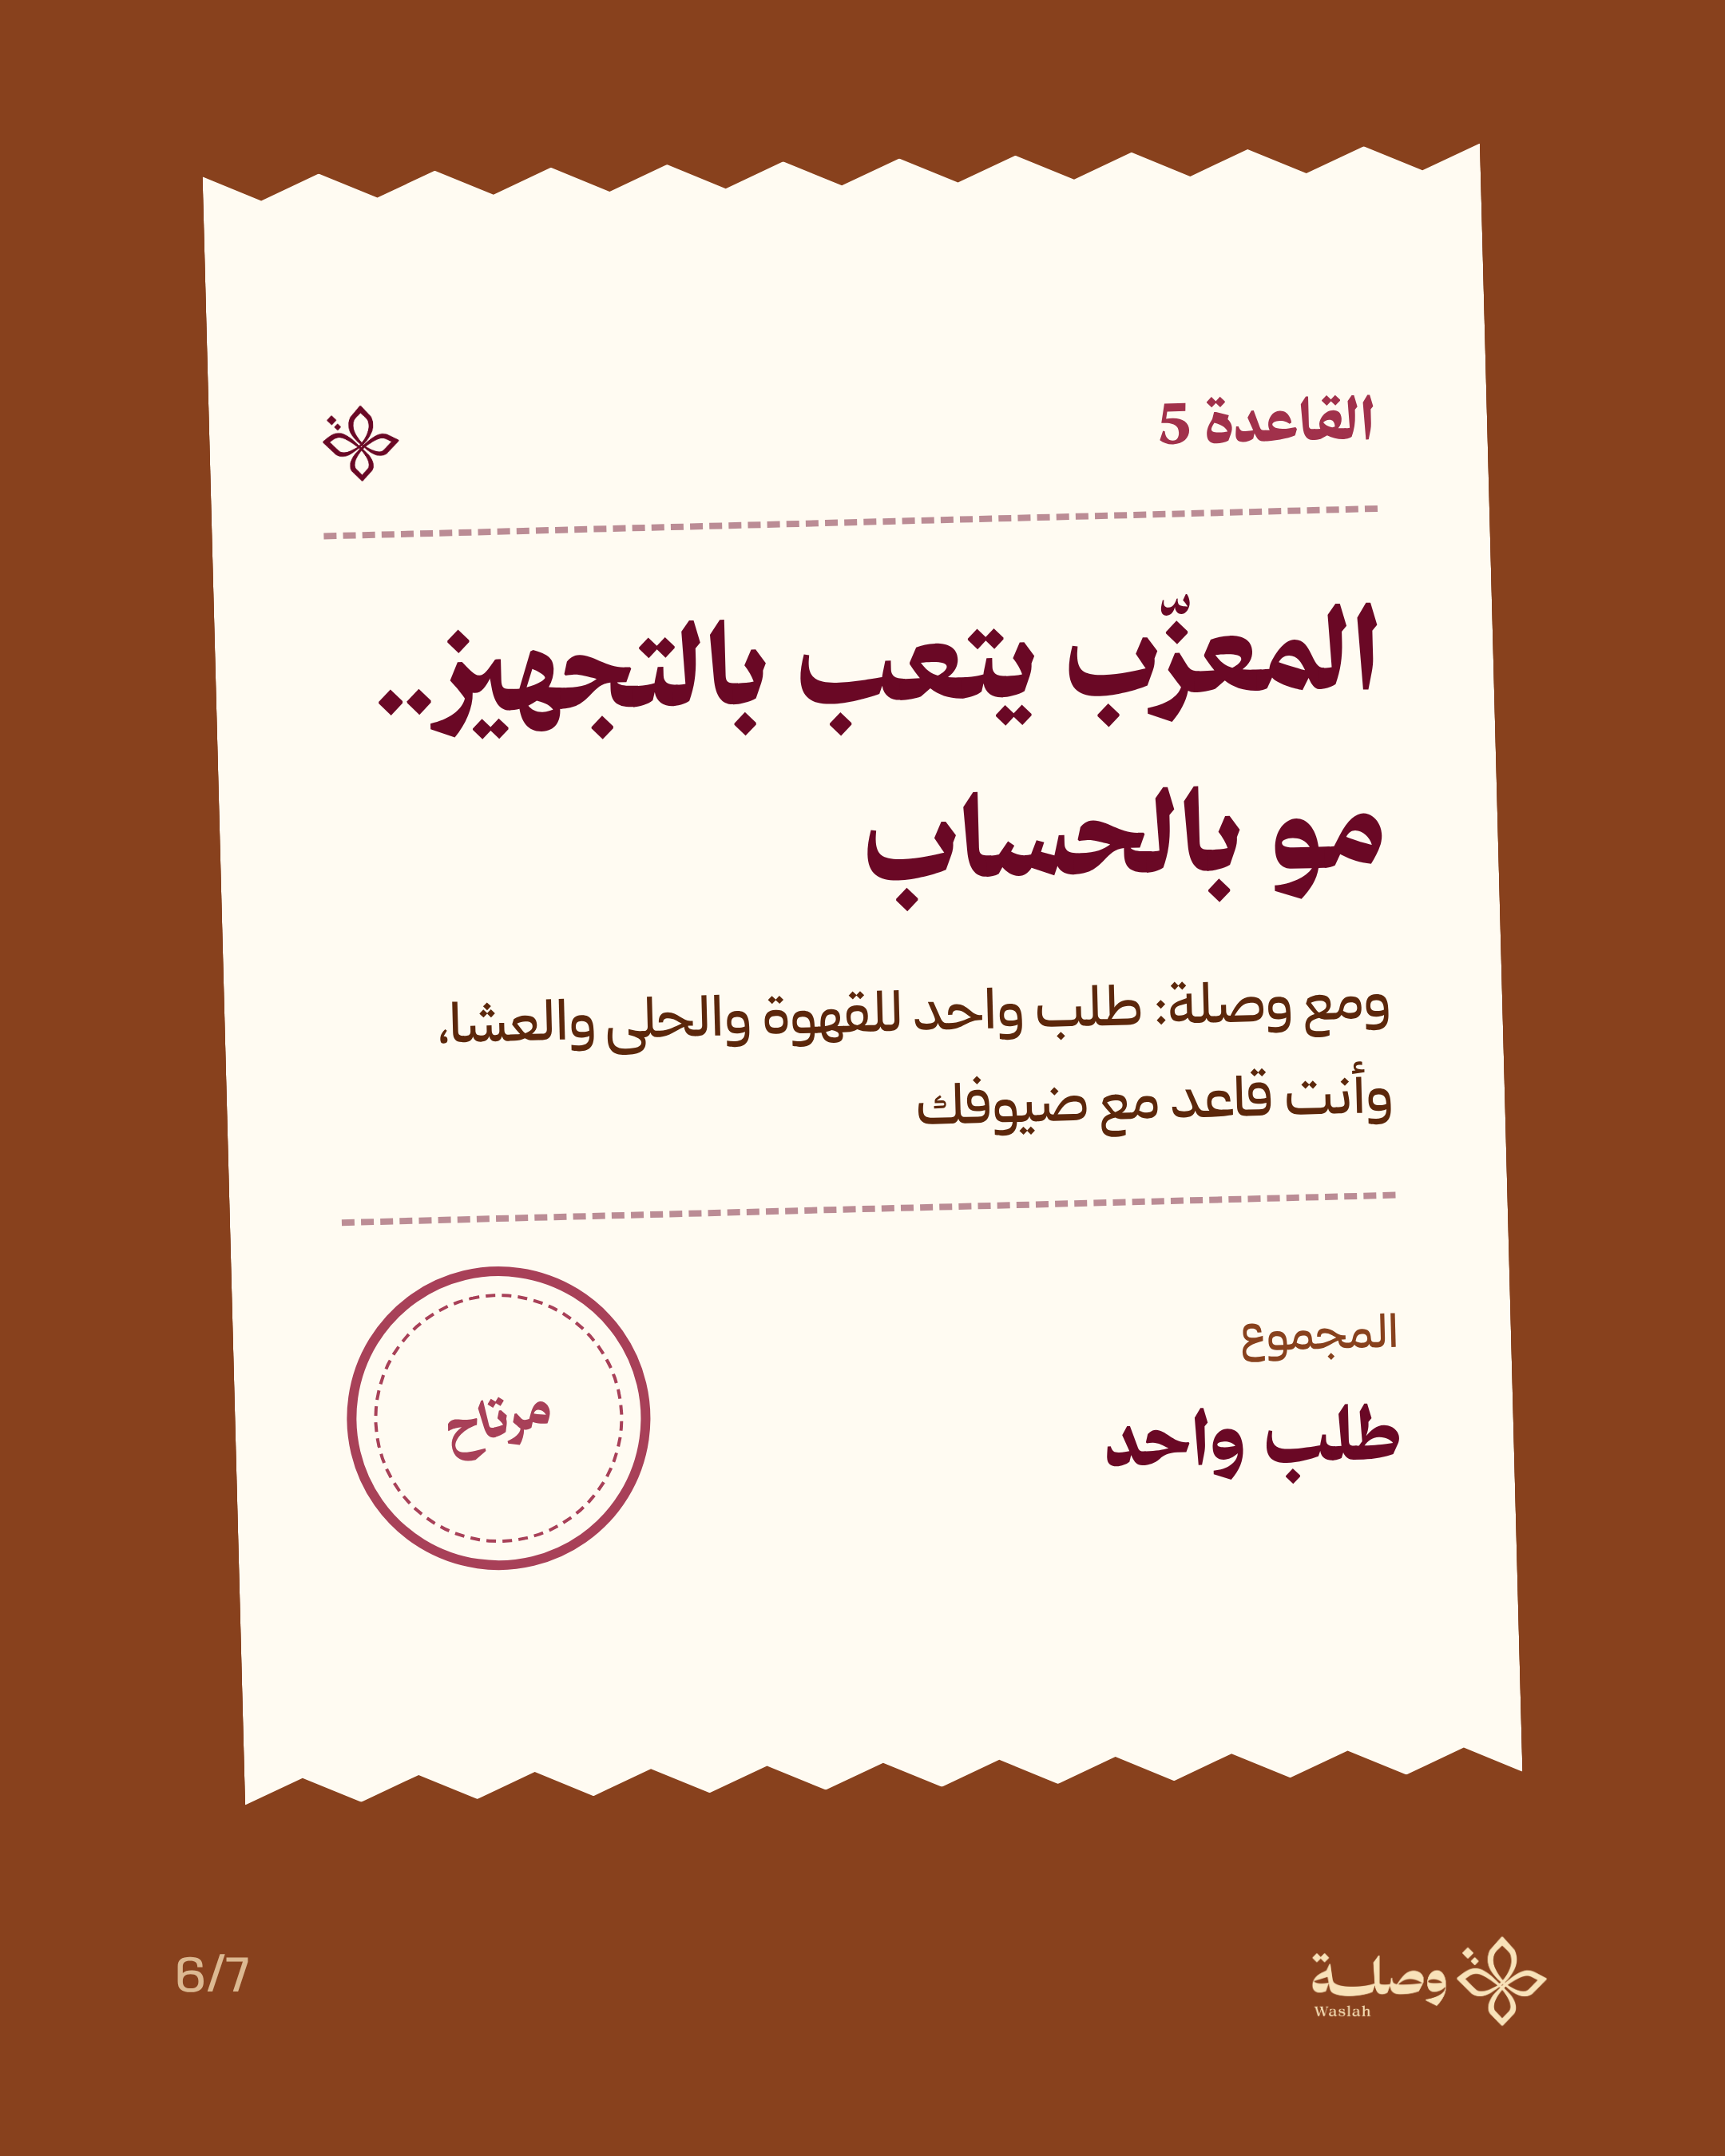 القاعدة 5
المعزّب يتعب بالتجهيز..
مو بالحساب
ومع وصلة: طلب واحد للقهوة والحلى والعشا،
وأنت قاعد مع ضيوفك
المجموع
طلب واحد
مرتاح
6/7
وصلة
Waslah